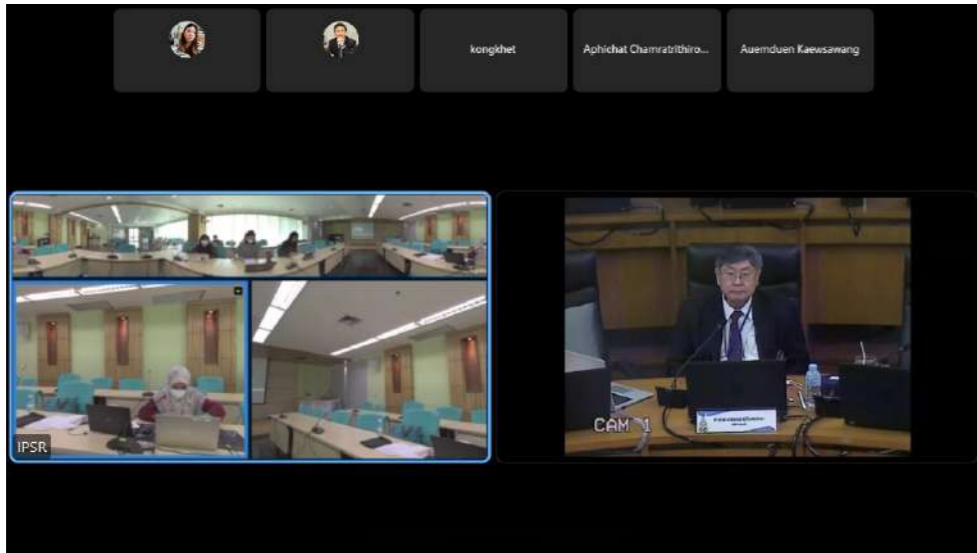 kongkhet
Aphichat Chamratrithiro...
Auemduen Kaewsawang
IPSR
CAM 1